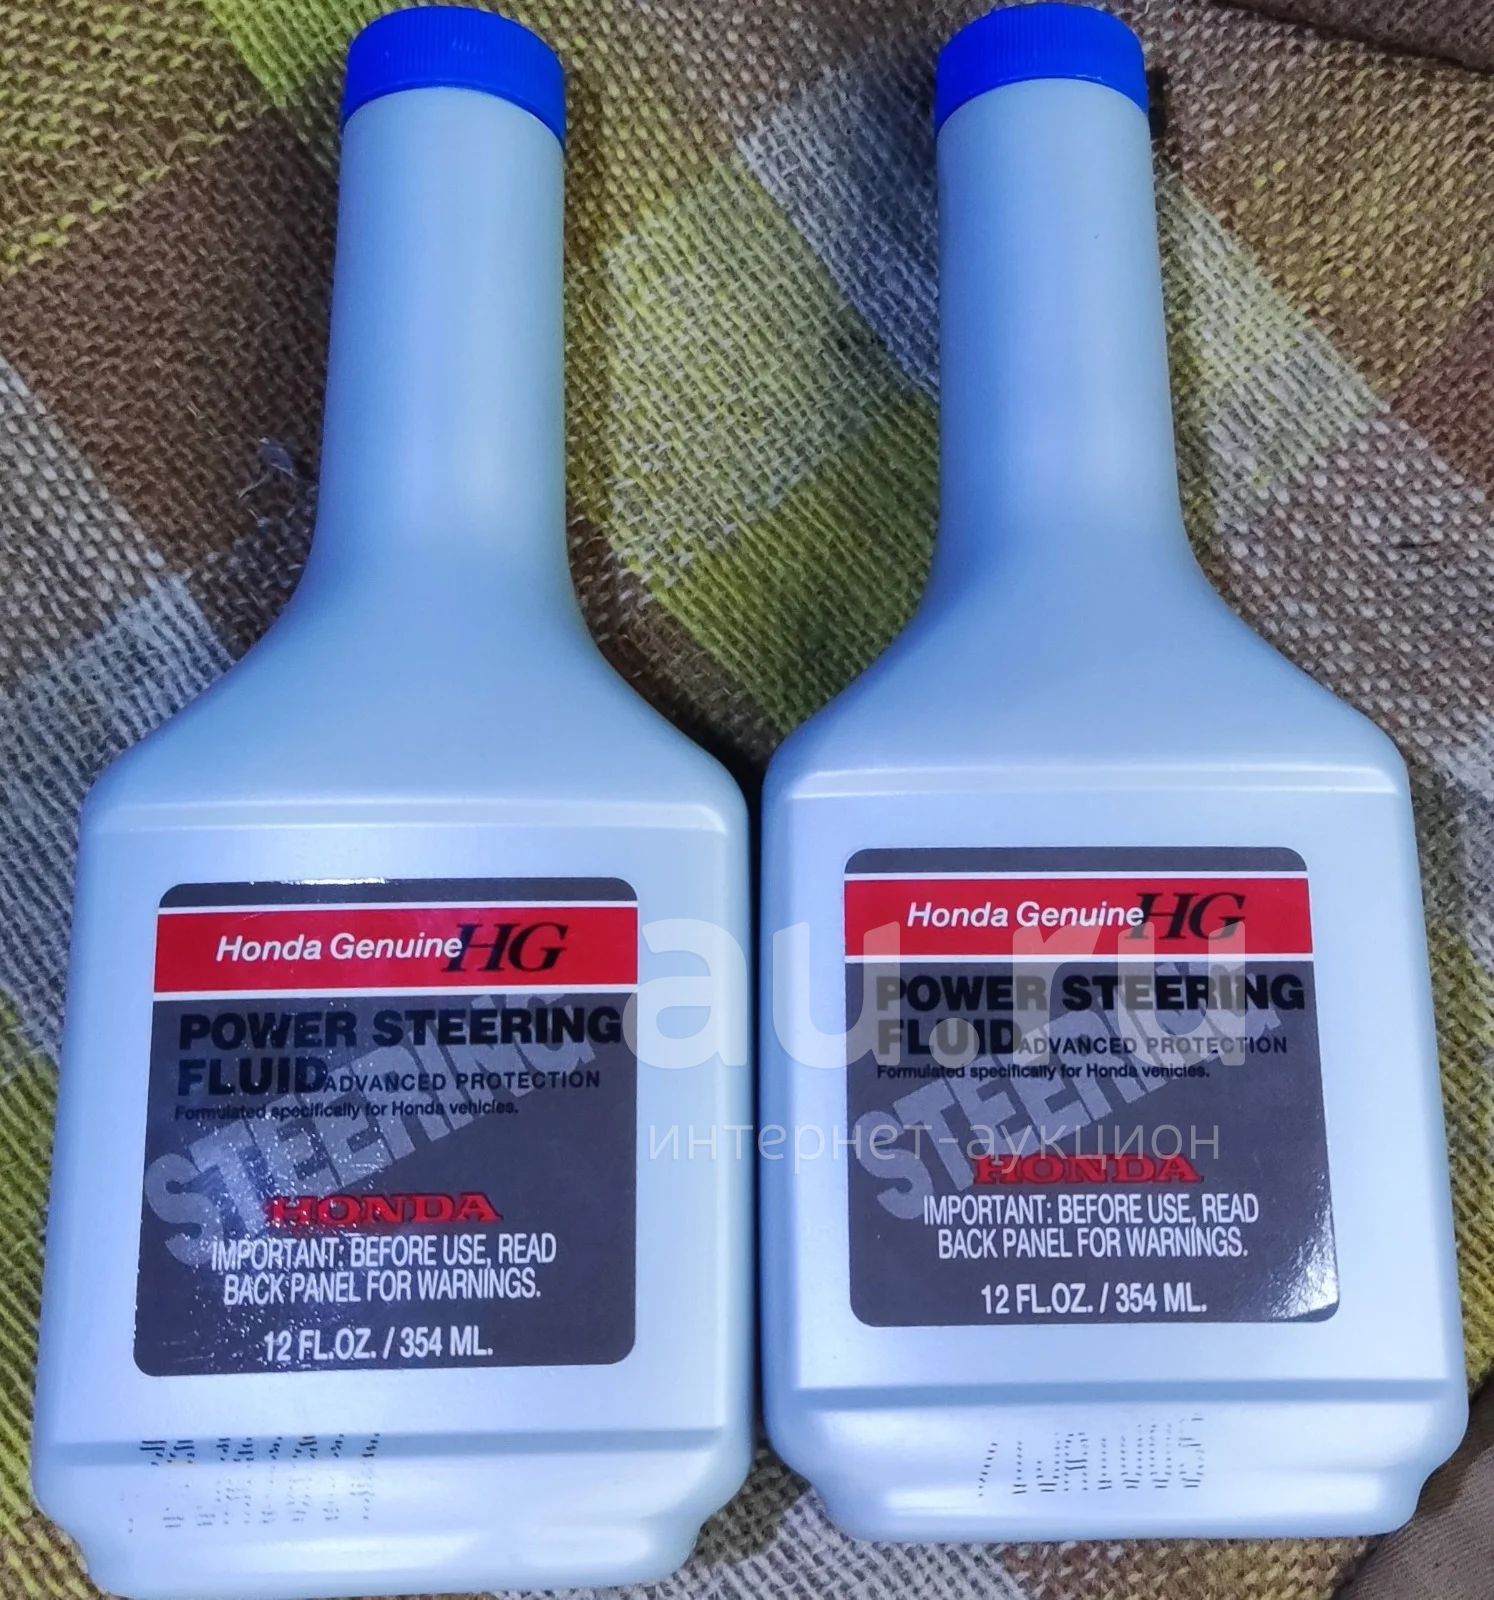 Honda Genuine HG
POWER STEERING
FLUID ADVANCED PROTECTION
Formulated specifically for Honda vehicles.
STEERING
HONDA
IMPORTANT: BEFORE USE, READ
BACK PANEL FOR WARNINGS.
12 FL.OZ. / 354 ML.
Honda Genuine HG
POWER STEERING
FLUID ADVANCED PROTECTION
Formulated specifically for Honda vehicles.
STEERING
HONDA
IMPORTANT: BEFORE USE, READ
BACK PANEL FOR WARNINGS.
12 FL.OZ. / 354 ML.
au.ru
интернет-аукцион